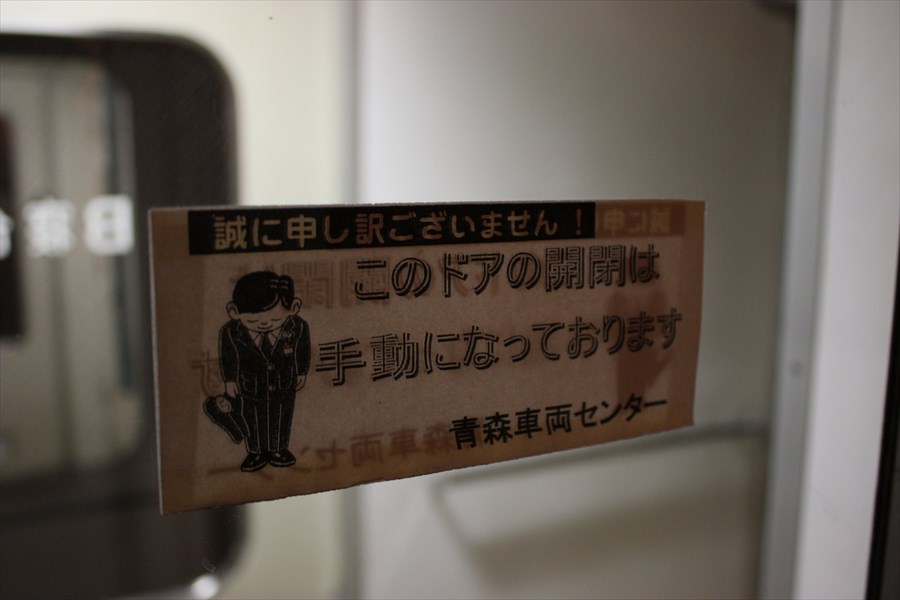 誠に申し訳ございません！
このドアの開閉は
手動になっております
青森車両センター